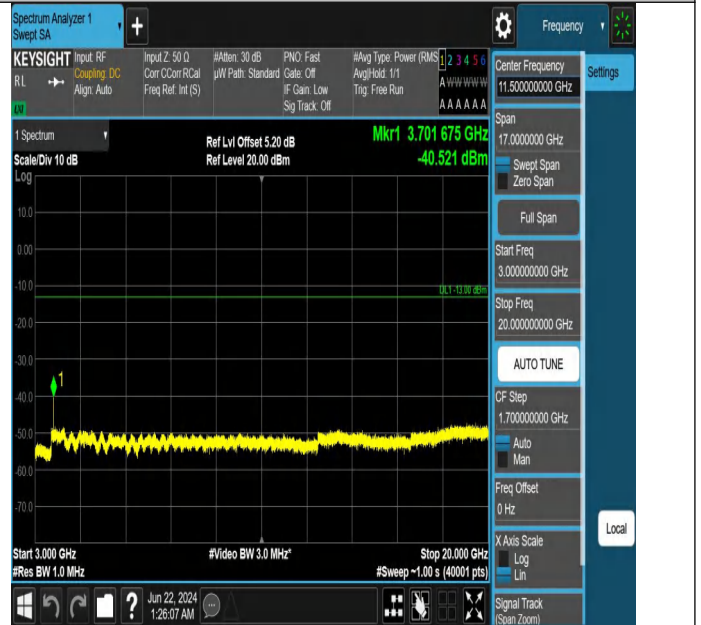 Spectrum Analyzer 1
Swept SA
+
Frequency
KEYSIGHT
RL
LXI
Input: RF
Coupling: DC
Align: Auto
Input Z: 50 Ω
Corr CCorr RCal
Freq Ref: Int (S)
#Atten: 30 dB
µW Path: Standard
PNO: Fast
Gate: Off
IF Gain: Low
Sig Track: Off
#Avg Type: Power (RMS
Avg|Hold: 1/1
Trig: Free Run
1 2 3 4 5 6
A W W W W W
A A A A A A
1 Spectrum
Scale/Div 10 dB
Log
Ref Lvl Offset 5.20 dB
Ref Level 20.00 dBm
Mkr1 3.701 675 GHz
-40.521 dBm
10.0
0.00
-10.0
DL1 -13.00 dBm
-20.0
-30.0
1
-40.0
-50.0
-60.0
-70.0
Start 3.000 GHz
#Res BW 1.0 MHz
#Video BW 3.0 MHz*
Stop 20.000 GHz
#Sweep ~1.00 s (40001 pts)
Center Frequency
11.500000000 GHz
Settings
Span
17.0000000 GHz
Swept Span
Zero Span
Full Span
Start Freq
3.000000000 GHz
Stop Freq
20.000000000 GHz
AUTO TUNE
CF Step
1.700000000 GHz
Auto
Man
Freq Offset
0 Hz
X Axis Scale
Log
Lin
Local
Signal Track
(Span Zoom)
?
Jun 22, 2024
1:26:07 AM